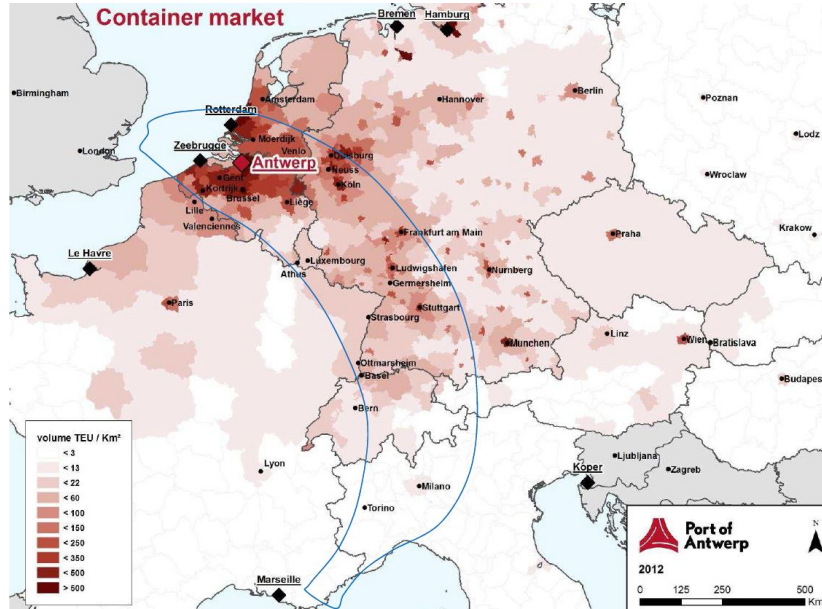 Container market
Bremen
Hamburg
Birmingham
Amsterdam
Hannover
Berlin
Poznan
Rotterdam
Moerdijk
Lodz
London
Zeebrugge
Venlo
Duisburg
Antwerp
Neuss
Wroclaw
Gent
Köln
Kortrijk
Brussel
Liège
Lille
Valenciennes
Frankfurt am Main
Praha
Krakow
Le Havre
Luxembourg
Athus
Ludwigshafen
Nurnberg
Germersheim
Paris
Stuttgart
Strasbourg
Linz
Wien
Bratislava
Munchen
Ottmarsheim
Basel
Budapes
Bern
volume TEU / Km²
< 3
< 13
< 22
< 60
< 100
< 150
< 250
< 350
< 500
> 500
Lyon
Milano
Torino
Koper
Ljubljana
Zagreb
Marseille
Port of
Antwerp
N
2012
0 125 250 500
Km